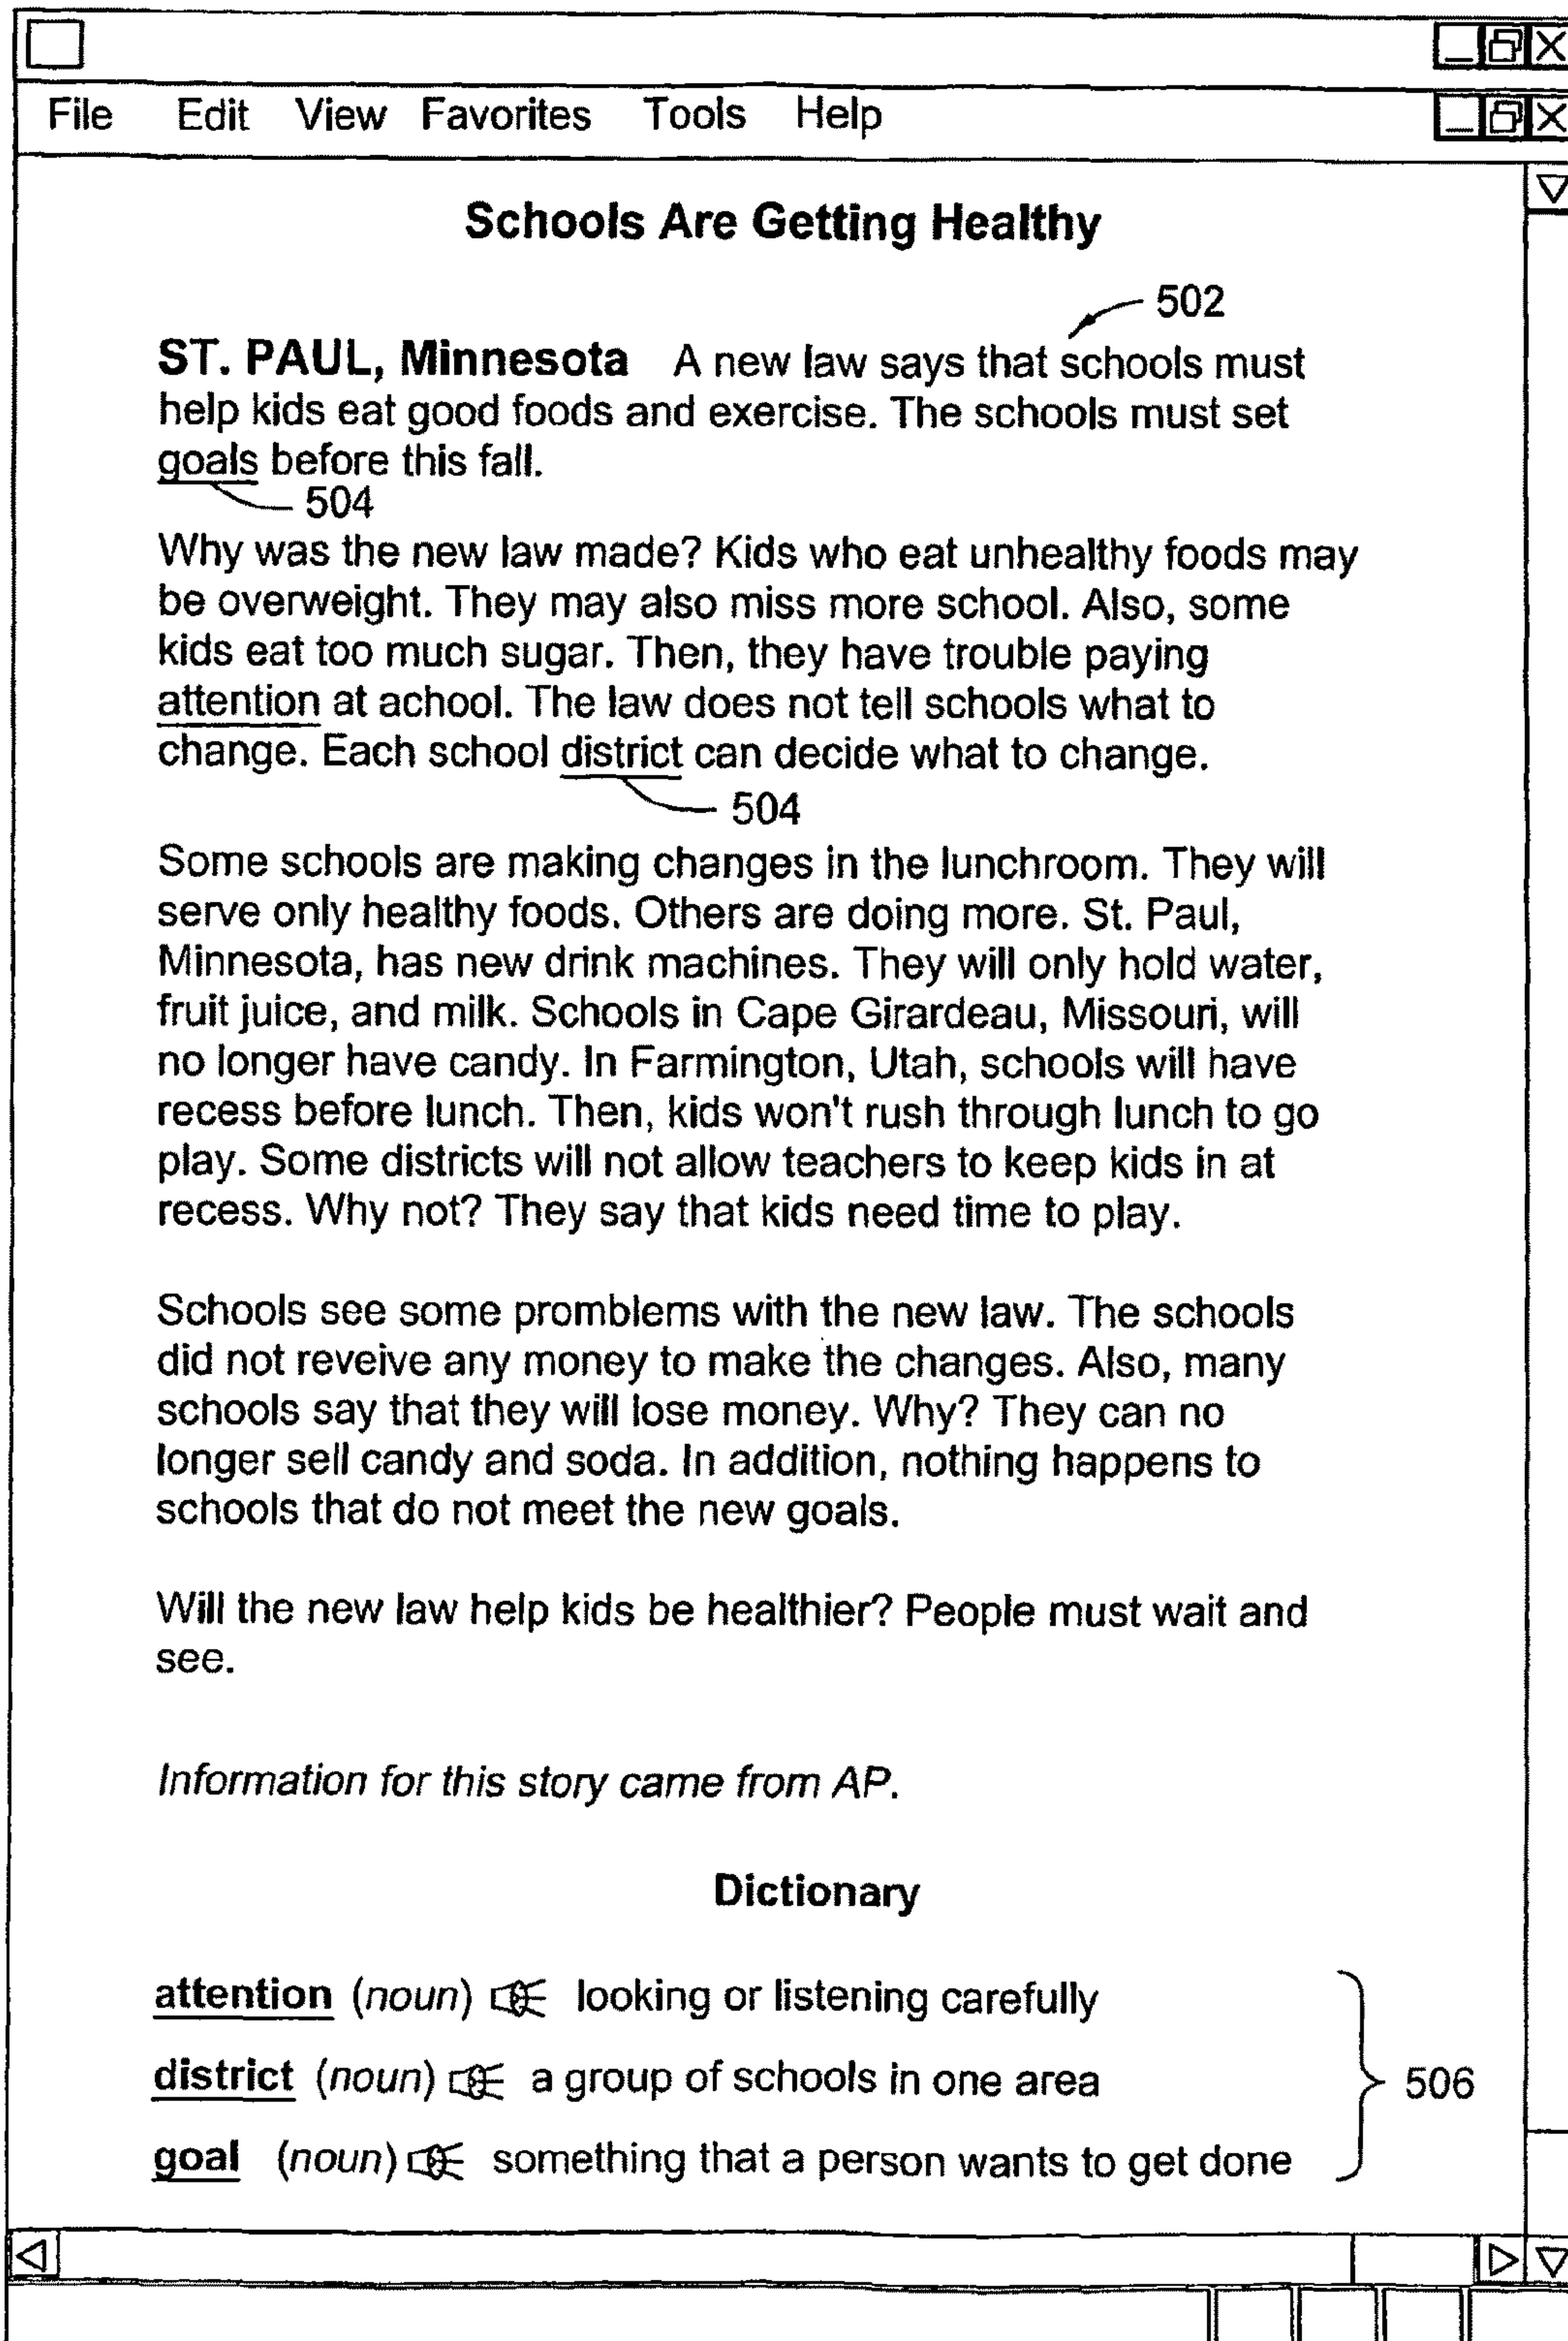 File Edit View Favorites Tools Help
Schools Are Getting Healthy
502
ST. PAUL, Minnesota A new law says that schools must
help kids eat good foods and exercise. The schools must set
goals before this fall.
504
Why was the new law made? Kids who eat unhealthy foods may
be overweight. They may also miss more school. Also, some
kids eat too much sugar. Then, they have trouble paying
attention at achool. The law does not tell schools what to
change. Each school district can decide what to change.
504
Some schools are making changes in the lunchroom. They will
serve only healthy foods. Others are doing more. St. Paul,
Minnesota, has new drink machines. They will only hold water,
fruit juice, and milk. Schools in Cape Girardeau, Missouri, will
no longer have candy. In Farmington, Utah, schools will have
recess before lunch. Then, kids won't rush through lunch to go
play. Some districts will not allow teachers to keep kids in at
recess. Why not? They say that kids need time to play.
Schools see some promblems with the new law. The schools
did not reveive any money to make the changes. Also, many
schools say that they will lose money. Why? They can no
longer sell candy and soda. In addition, nothing happens to
schools that do not meet the new goals.
Will the new law help kids be healthier? People must wait and
see.
Information for this story came from AP.
Dictionary
attention (noun) looking or listening carefully
district (noun) a group of schools in one area
506
goal (noun) something that a person wants to get done